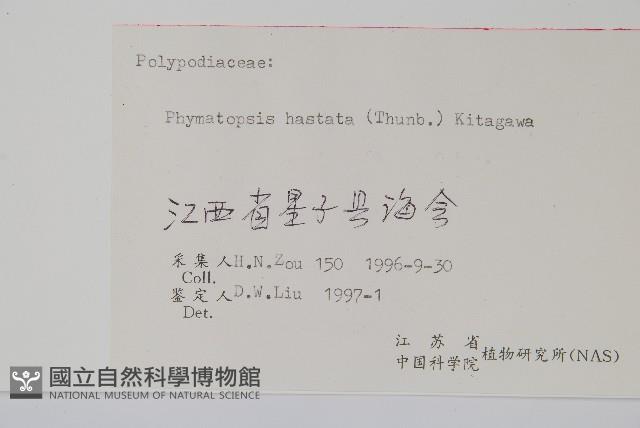 Polypodiaceae:
Phymatopsis hastata (Thunb.) Kitagawa
江西省星子县海会
采集人 H.N.Zou 150 1996-9-30
Coll.
鉴定人 D.W.Liu 1997-1
Det.
江苏省
中国科学院 植物研究所(NAS)
國立自然科學博物館
NATIONAL MUSEUM OF NATURAL SCIENCE